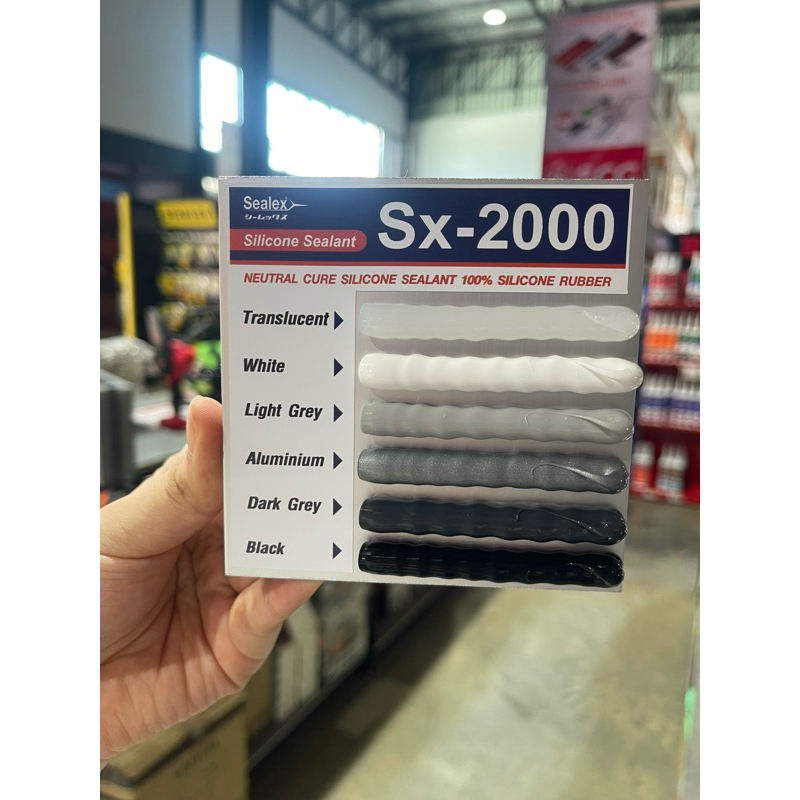 Sealex
シーレックス
Silicone Sealant
Sx-2000
NEUTRAL CURE SILICONE SEALANT 100% SILICONE RUBBER
Translucent
White
Light Grey
Aluminium
Dark Grey
Black